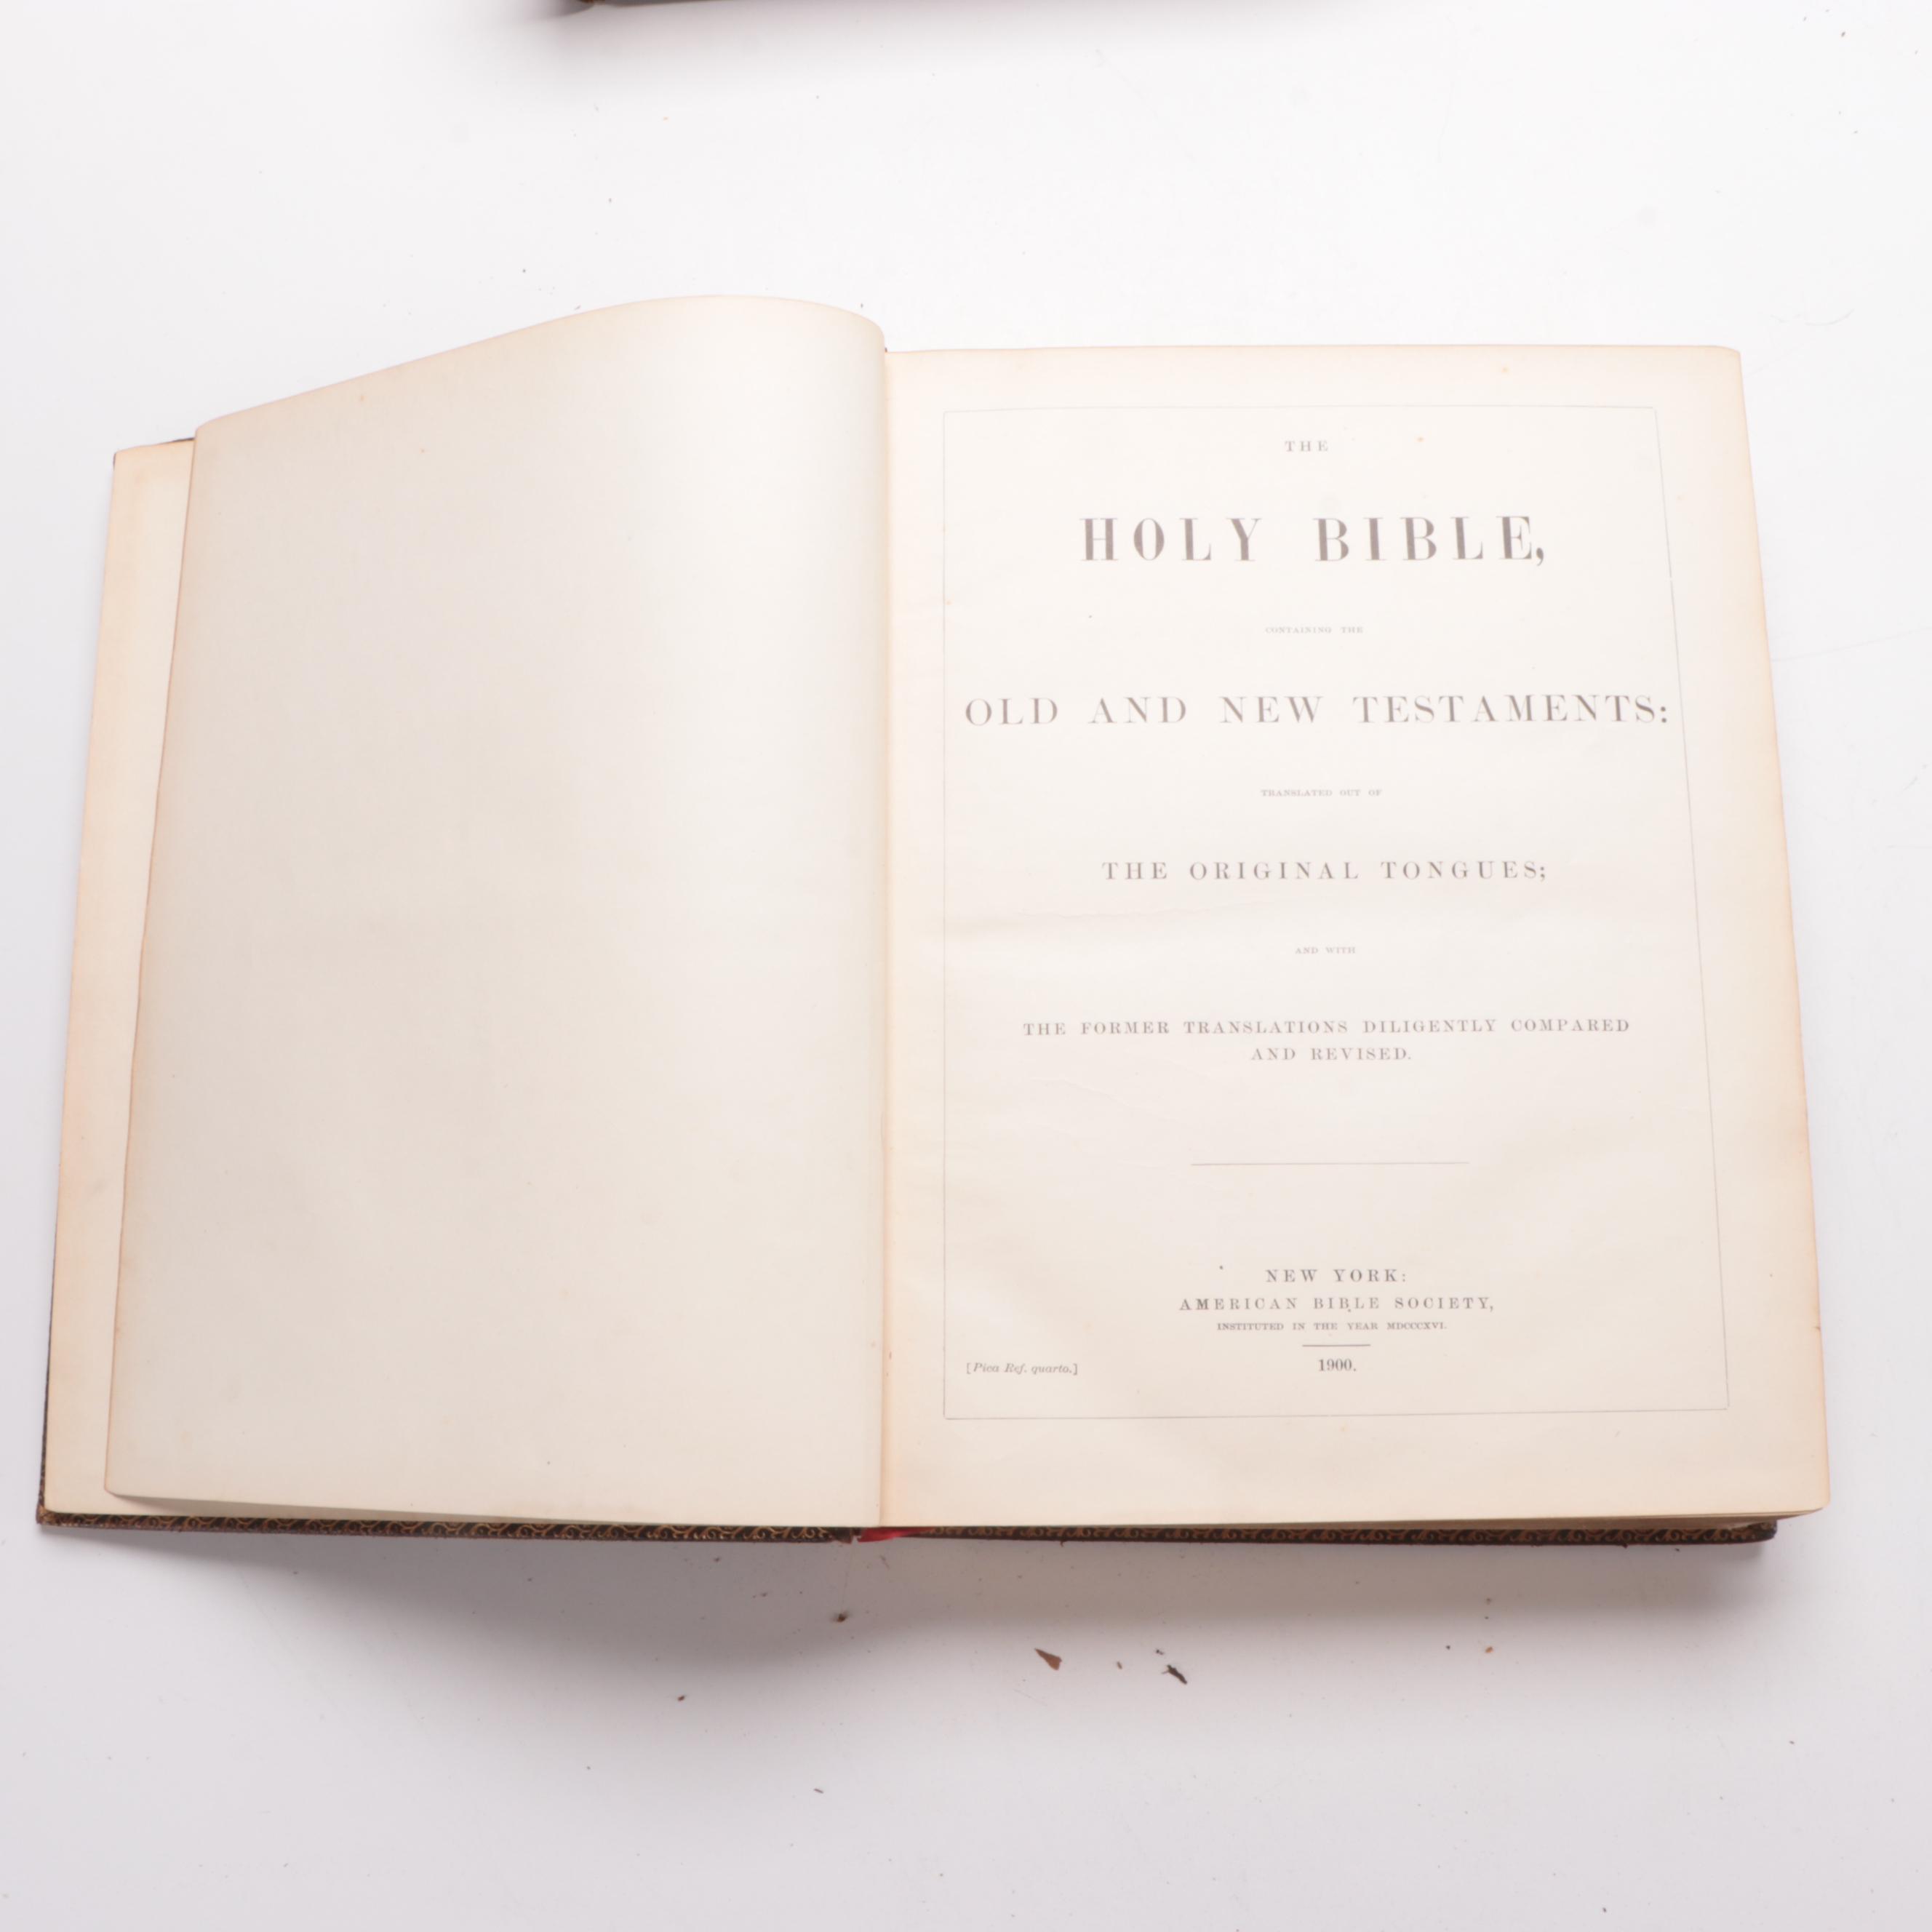 THE
HOLY BIBLE,
CONTAINING THE
OLD AND NEW TESTAMENTS:
TRANSLATED OUT OF
THE ORIGINAL TONGUES;
AND WITH
THE FORMER TRANSLATIONS DILIGENTLY COMPARED
AND REVISED.
NEW YORK:
AMERICAN BIBLE SOCIETY,
INSTITUTED IN THE YEAR MDCCCXVI.
1900.
[Pica Ref. quarto.]